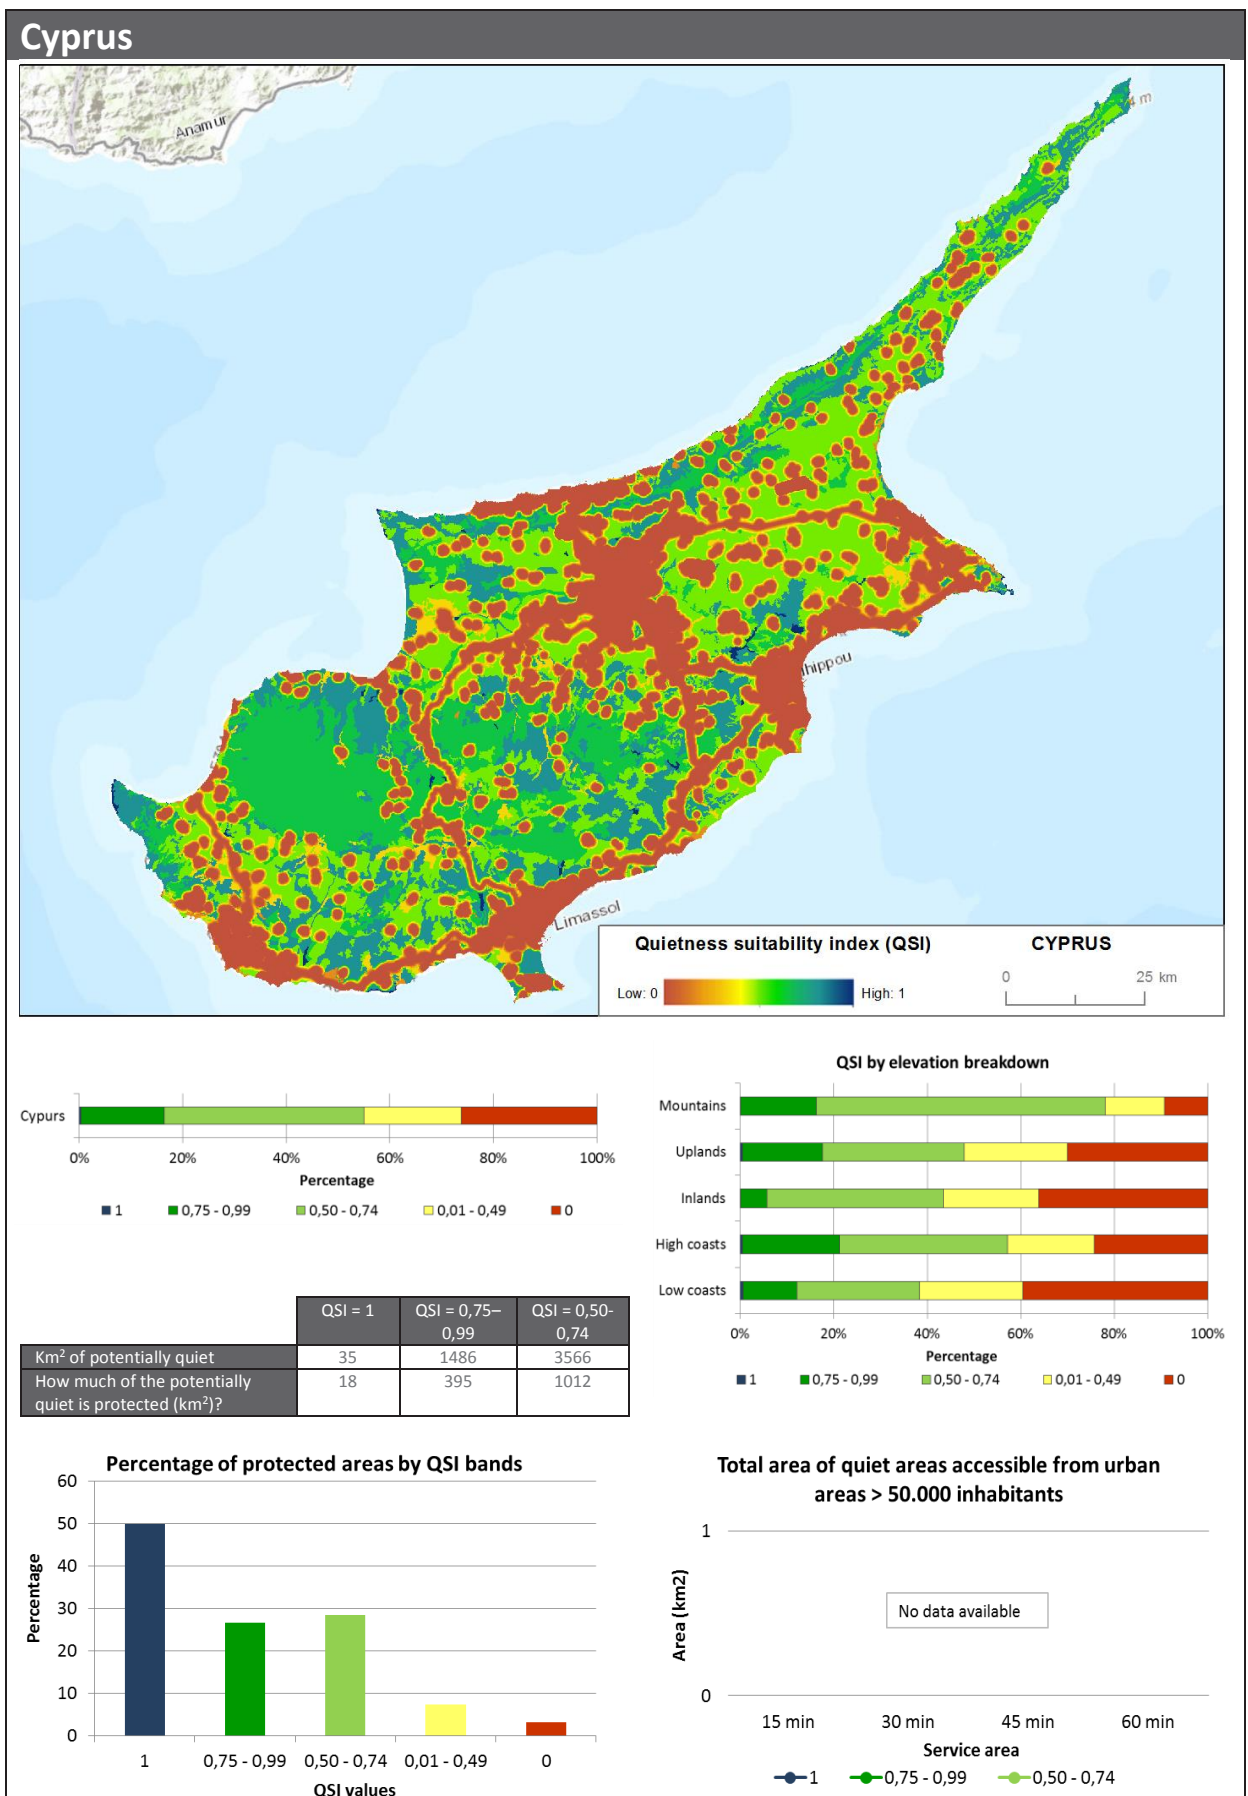 Cyprus
Anamur
4 m
ihippou
Limassol
Quietness suitability index (QSI)
CYPRUS
0
25 km
Low: 0
High: 1
Cypurs
0%
20%
40%
60%
80%
100%
Percentage
1
0,75 - 0,99
0,50 - 0,74
0,01 - 0,49
0
QSI by elevation breakdown
Mountains
Uplands
Inlands
High coasts
Low coasts
0%
20%
40%
60%
80%
100%
Percentage
1
0,75 - 0,99
0,50 - 0,74
0,01 - 0,49
0
QSI = 1
QSI = 0,75–
0,99
QSI = 0,50-
0,74
Km² of potentially quiet
35
1486
3566
How much of the potentially
quiet is protected (km²)?
18
395
1012
Percentage of protected areas by QSI bands
60
50
40
30
20
10
0
Percentage
1
0,75 - 0,99
0,50 - 0,74
0,01 - 0,49
0
QSI values
Total area of quiet areas accessible from urban
areas > 50.000 inhabitants
1
0
Area (km2)
No data available
15 min
30 min
45 min
60 min
Service area
1
0,75 - 0,99
0,50 - 0,74